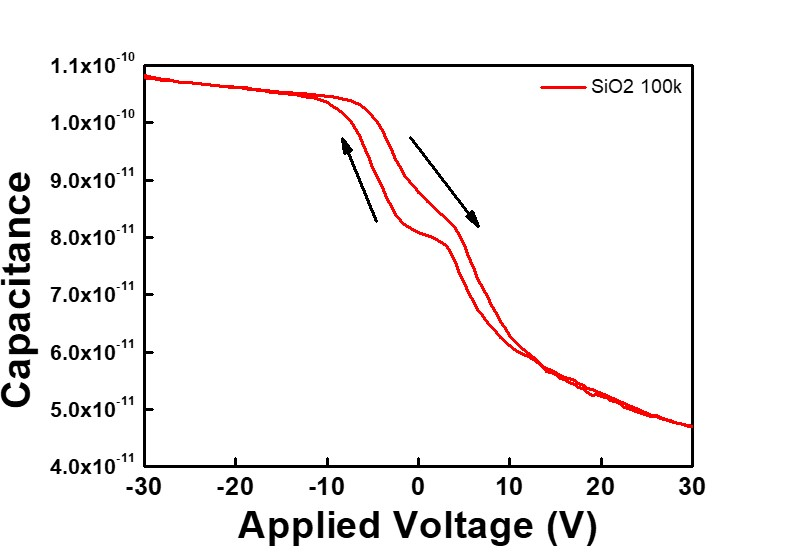 1.1x10⁻¹⁰
1.0x10⁻¹⁰
9.0x10⁻¹¹
8.0x10⁻¹¹
7.0x10⁻¹¹
6.0x10⁻¹¹
5.0x10⁻¹¹
4.0x10⁻¹¹
Capacitance
SiO2 100k
-30 -20 -10 0 10 20 30
Applied Voltage (V)